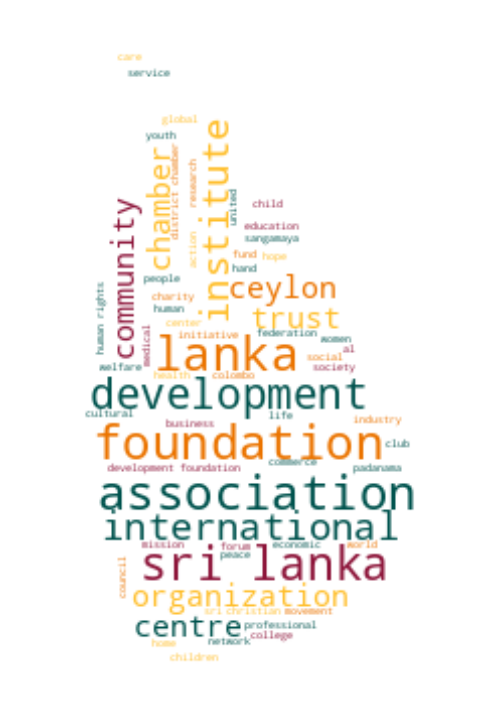 care
service
global
youth
institute
chamber
district chamber
research
action
united
community
child
education
sangamaya
fund hope
hand
people
ceylon
human rights
charity
human
trust
center
medical
initiative
federation
women
al
lanka
social
welfare
society
health
colombo
development
cultural
life
business
industry
foundation
club
commerce
development foundation
padanama
association
international
mission
forum
economic
world
peace
sri lanka
council
organization
sri christian movement
centre
professional
college
network
home
children